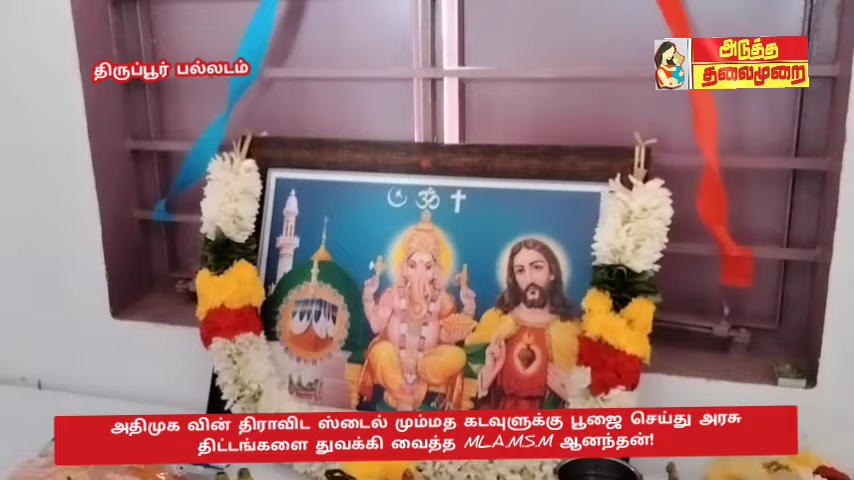 திருப்பூர் பல்லடம்
அடுத்த
தலைமுறை
அதிமுக வின் திராவிட ஸ்டைல் மும்மத கடவுளுக்கு பூஜை செய்து அரசு
திட்டங்களை துவக்கி வைத்த MLA.M.S.M ஆனந்தன்!